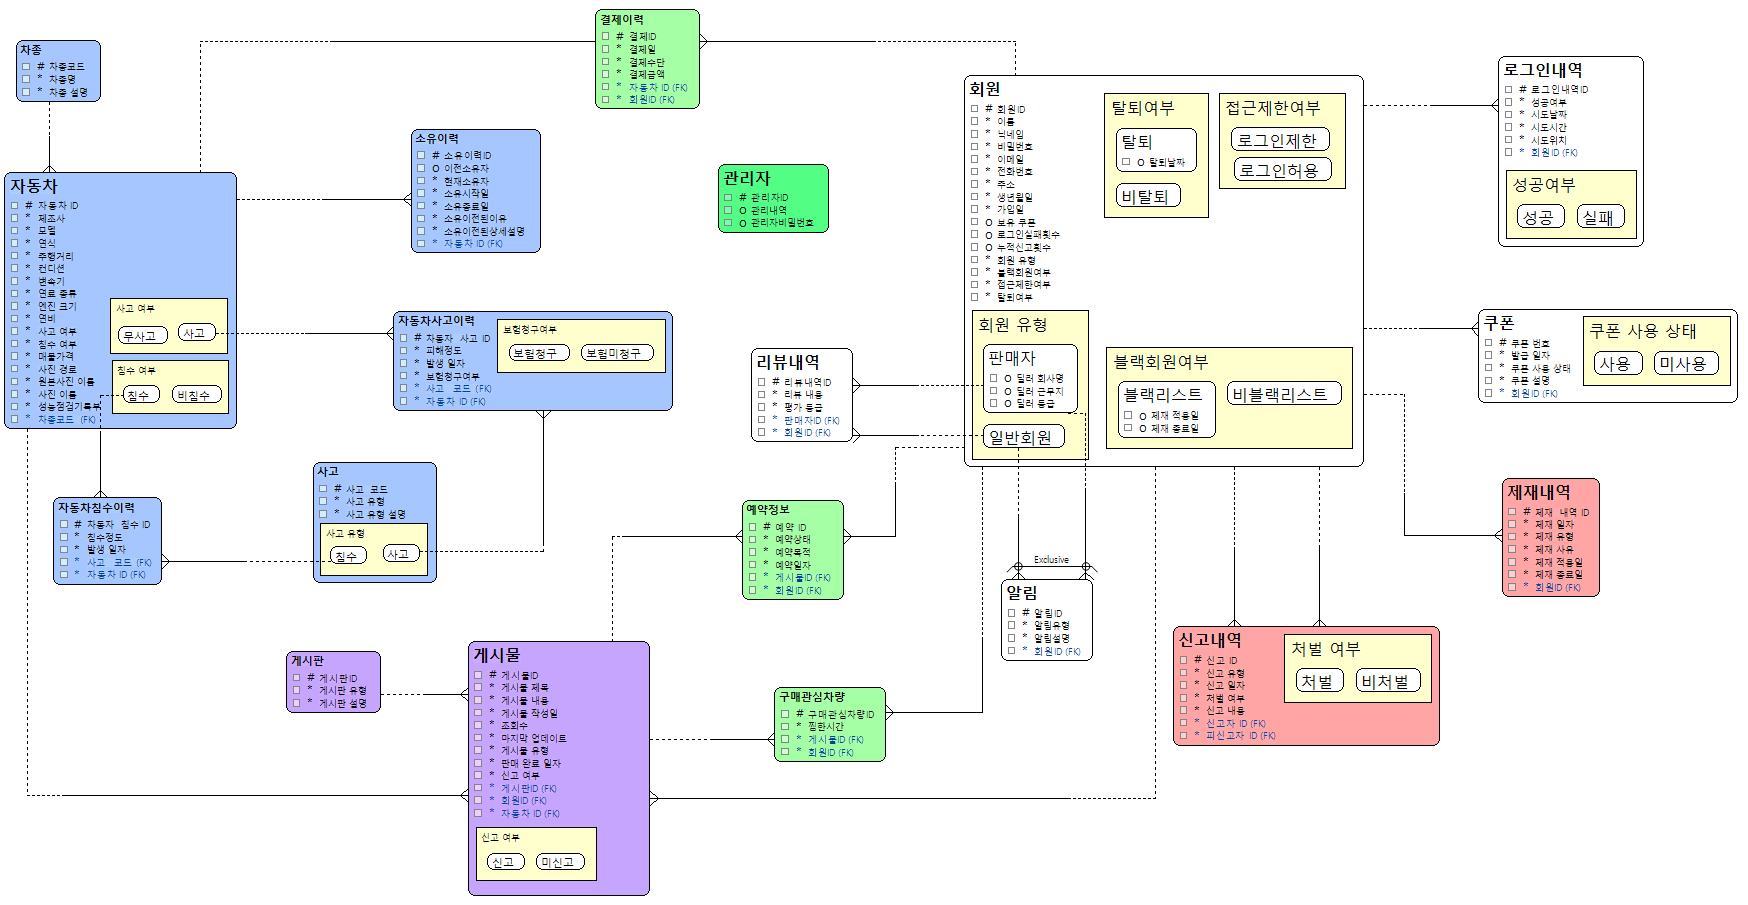 차종
# 차종코드
* 차종명
* 차종 설명
결제이력
# 결제ID
* 결제일
* 결제수단
* 결제금액
* 자동차 ID (FK)
* 회원ID (FK)
자동차
# 자동차 ID
* 제조사
* 모델
* 연식
* 주행거리
* 컨디션
* 변속기
* 연료 종류
* 엔진 크기
* 연비
* 사고 여부
* 침수 여부
* 매물가격
* 사진 경로
* 원본사진 이름
* 사진 이름
* 성능점검기록부
* 차종코드 (FK)
사고 여부
무사고
사고
침수 여부
침수
비침수
소유이력
# 소유이력ID
O 이전소유자
* 현재소유자
* 소유시작일
* 소유종료일
* 소유이전된이유
* 소유이전된상세설명
* 자동차 ID (FK)
관리자
# 관리자ID
O 관리내역
O 관리자비밀번호
자동차사고이력
# 자동자 사고 ID
* 피해정도
* 발생 일자
* 보험청구여부
* 사고 코드 (FK)
* 자동차 ID (FK)
보험청구여부
보험청구
보험미청구
회원
# 회원ID
* 이름
* 닉네임
* 비밀번호
* 이메일
* 전화번호
* 주소
* 생년월일
* 가입일
O 보유 쿠폰
O 로그인실패횟수
O 누적신고횟수
* 회원 유형
* 블랙회원여부
* 접근제한여부
* 탈퇴여부
탈퇴여부
탈퇴
O 탈퇴날짜
비탈퇴
접근제한여부
로그인제한
로그인허용
회원 유형
판매자
O 딜러 회사명
O 딜러 근무지
O 딜러 등급
일반회원
블랙회원여부
블랙리스트
O 제재 적용일
O 제재 종료일
비블랙리스트
로그인내역
# 로그인내역ID
* 성공여부
* 시도날짜
* 시도시간
* 시도위치
* 회원ID (FK)
성공여부
성공
실패
쿠폰
# 쿠폰 번호
* 발급 일자
* 쿠폰 사용 상태
* 쿠폰 설명
* 회원ID (FK)
쿠폰 사용 상태
사용
미사용
리뷰내역
# 리뷰내역ID
* 리뷰 내용
* 평가 등급
* 판매자ID (FK)
* 회원ID (FK)
자동차침수이력
# 자동자 침수 ID
* 침수정도
* 발생 일자
* 사고 코드 (FK)
* 자동차 ID (FK)
사고
# 사고 코드
* 사고 유형
* 사고 유형 설명
사고 유형
침수
사고
예약정보
# 예약 ID
* 예약상태
* 예약목적
* 예약일자
* 게시물ID (FK)
* 회원ID (FK)
Exclusive
알림
# 알림ID
* 알림유형
* 알림설명
* 회원ID (FK)
제재내역
# 제재 내역 ID
* 제재 일자
* 제재 유형
* 제재 사유
* 제재 적용일
* 제재 종료일
* 회원ID (FK)
신고내역
# 신고 ID
* 신고 유형
* 신고 일자
* 처벌 여부
* 신고 내용
* 신고자 ID (FK)
* 피신고자 ID (FK)
처벌 여부
처벌
비처벌
게시판
# 게시판ID
* 게시판 유형
* 게시판 설명
게시물
# 게시물ID
* 게시물 제목
* 게시물 내용
* 게시물 작성일
* 조회수
* 마지막 업데이트
* 게시물 유형
* 판매 완료 일자
* 신고 여부
* 게시판ID (FK)
* 회원ID (FK)
* 자동차 ID (FK)
신고 여부
신고
미신고
구매관심차량
# 구매관심차량ID
* 찜한시간
* 게시물ID (FK)
* 회원ID (FK)